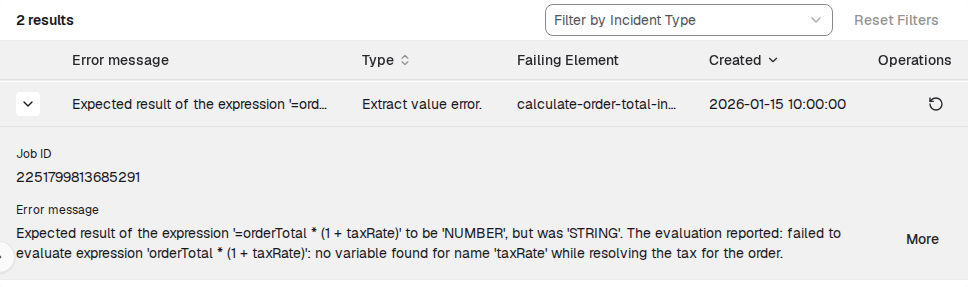 2 results
Filter by Incident Type
Reset Filters
Error message
Type
Failing Element
Created
Operations
Expected result of the expression '=ord...
Extract value error.
calculate-order-total-in...
2026-01-15 10:00:00
Job ID
2251799813685291
Error message
Expected result of the expression '=orderTotal * (1 + taxRate)' to be 'NUMBER', but was 'STRING'. The evaluation reported: failed to
evaluate expression 'orderTotal * (1 + taxRate)': no variable found for name 'taxRate' while resolving the tax for the order.
More